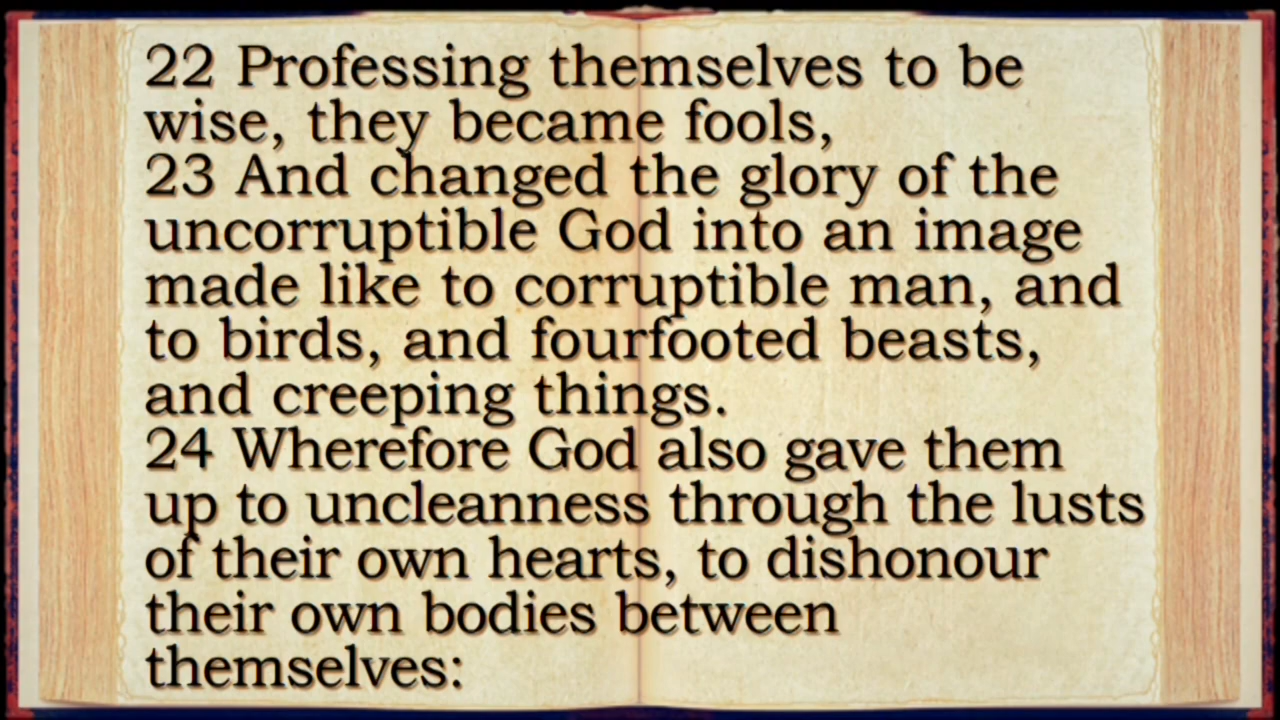 22 Professing themselves to be
wise, they became fools,
23 And changed the glory of the
uncorruptible God into an image
made like to corruptible man, and
to birds, and fourfooted beasts,
and creeping things.
24 Wherefore God also gave them
up to uncleanness through the lusts
of their own hearts, to dishonour
their own bodies between
themselves: